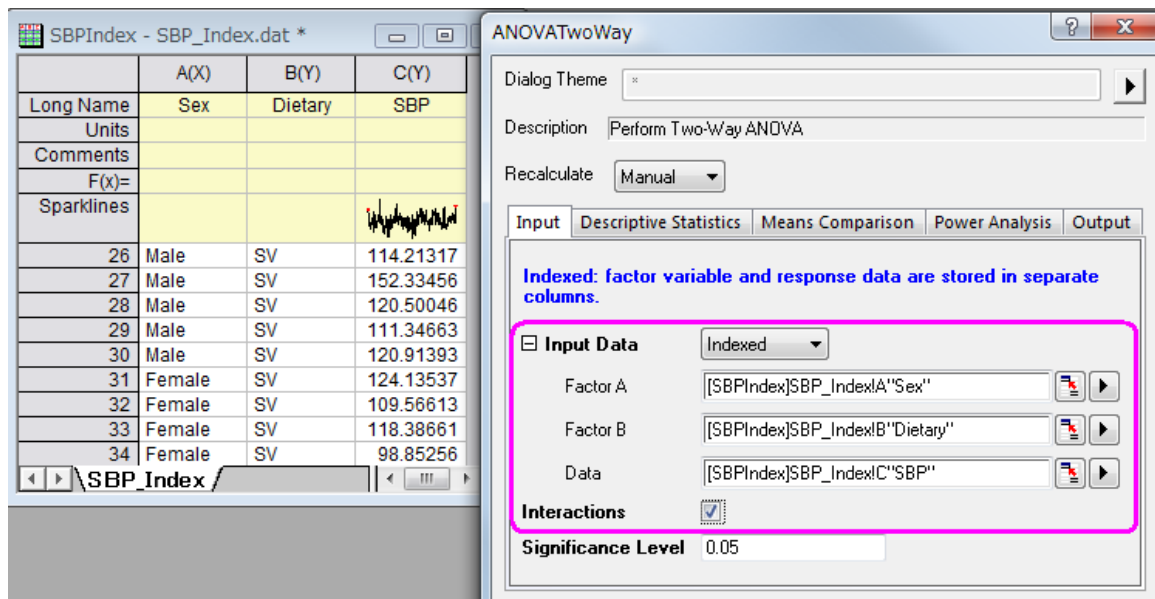 SBPIndex - SBP_Index.dat *
A(X) B(Y) C(Y)
Long Name Sex Dietary SBP
Units
Comments
F(x)=
Sparklines
26 Male SV 114.21317
27 Male SV 152.33456
28 Male SV 120.50046
29 Male SV 111.34663
30 Male SV 120.91393
31 Female SV 124.13537
32 Female SV 109.56613
33 Female SV 118.38661
34 Female SV 98.85256
SBP_Index
ANOVATwoWay
Dialog Theme *
Description Perform Two-Way ANOVA
Recalculate Manual
Input Descriptive Statistics Means Comparison Power Analysis Output
Indexed: factor variable and response data are stored in separate
columns.
Input Data Indexed
Factor A [SBPIndex]SBP_Index!A"Sex"
Factor B [SBPIndex]SBP_Index!B"Dietary"
Data [SBPIndex]SBP_Index!C"SBP"
Interactions
Significance Level 0.05